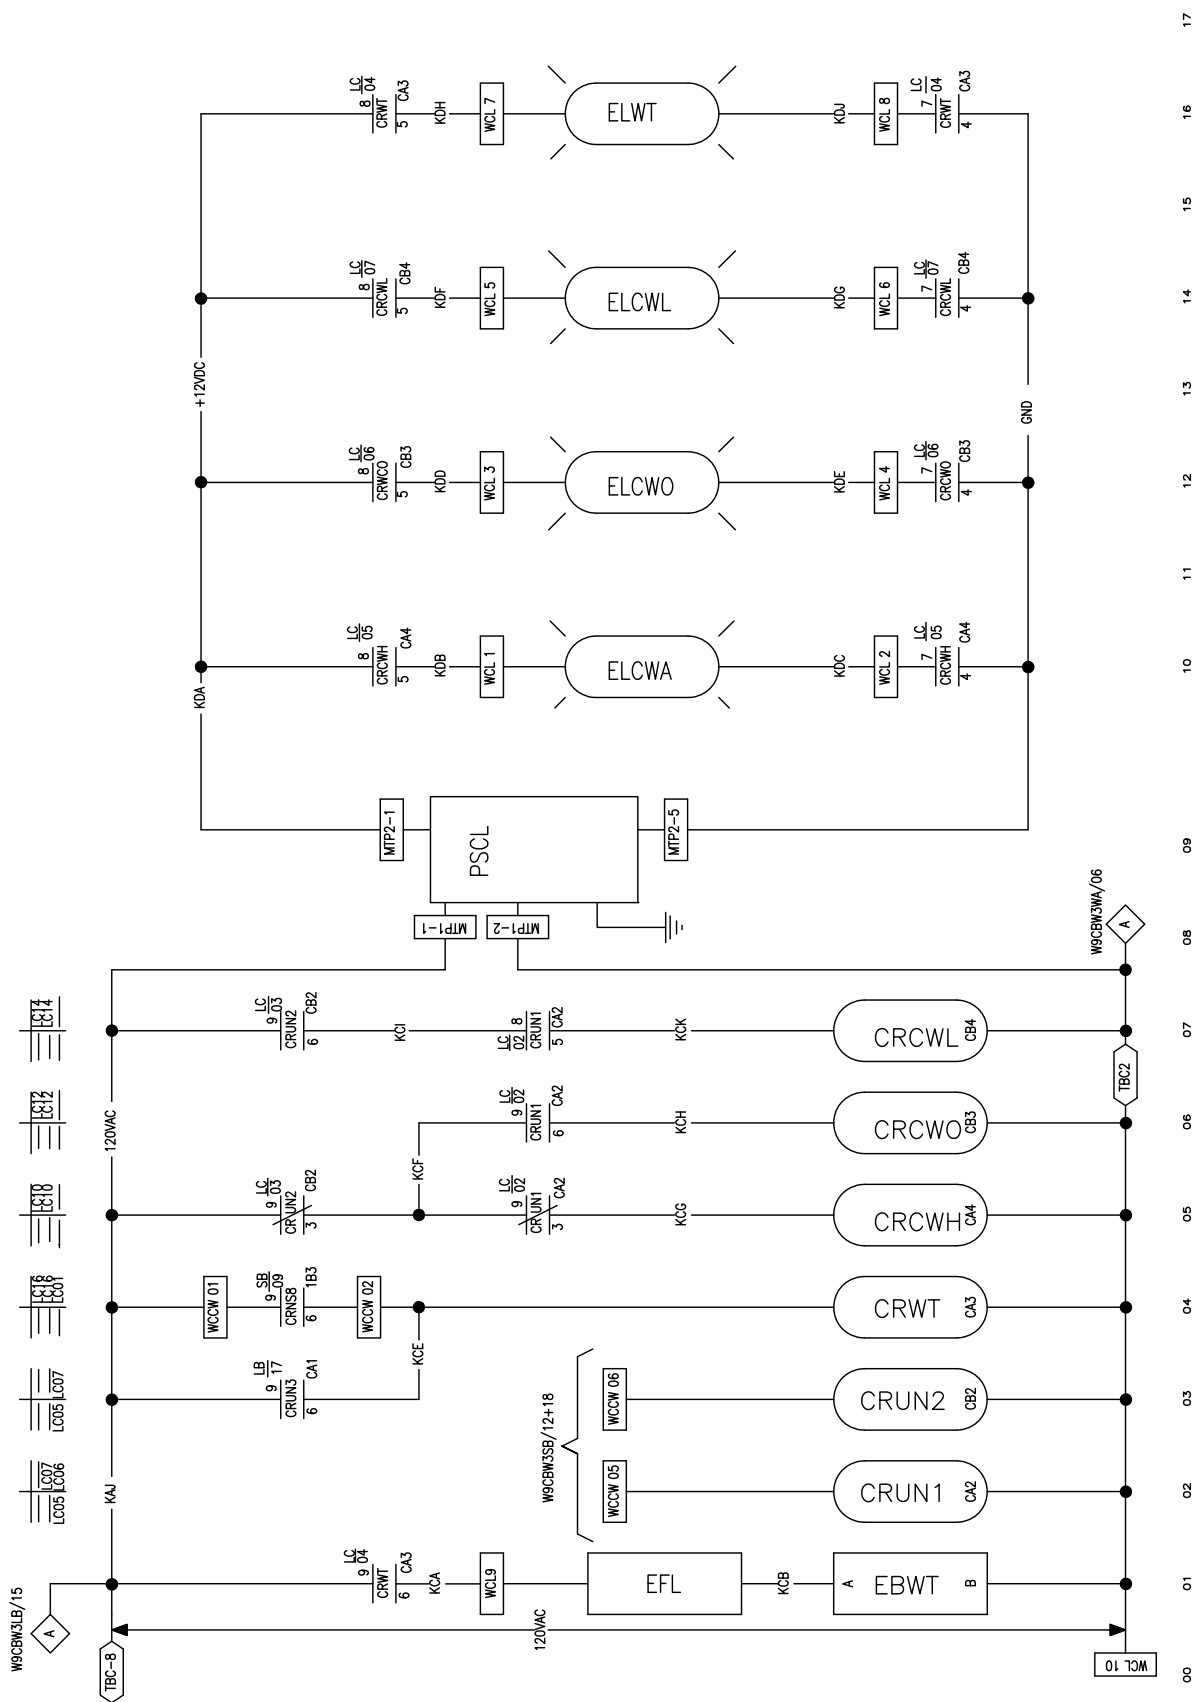 W9CBW3LB/15
A
TBC-8
120VAC
WCL 10
00
LC
9 04
CRWT
6 CA3
KCA
WCL9
EFL
KCB
A EBWT B
01
LC07
LC05 LC06
KAJ
W9CBW3SB/12+18
WCCW 05
CRUN1 CA2
02
LC05 LC07
LB
9 17
CRUN3
6 CA1
KCE
WCCW 06
CRUN2 CB2
03
LC16
LC16
LC01
WCCW 01
SB
9 09
CRNS8
6 1B3
WCCW 02
CRWT CA3
04
LC10
LC10
LC
9 03
CRUN2
3 CB2
KCF
LC
9 02
CRUN1
3 CA2
KCG
CRCWH CA4
05
LC12
LC12
120VAC
LC
9 02
CRUN1
6 CA2
KCH
CRCWO CB3
06
LC14
LC14
LC
9 03
CRUN2
6 CB2
KCI
LC
02 8
CRUN1
5 CA2
KCK
CRCWL CB4
TBC2
07
MTP1-1
MTP1-2
W9CBW3WA/06
A
08
MTP2-1
PSCL
MTP2-5
09
KDA
LC
8 05
CRCWH
5 CA4
KDB
WCL 1
ELCWA
KDC
WCL 2
LC
7 05
CRCWH
4 CA4
10
11
LC
8 06
CRWCO
5 CB3
KDD
WCL 3
ELCWO
KDE
WCL 4
LC
7 06
CRCWO
4 CB3
12
+12VDC
GND
13
LC
8 07
CRCWL
5 CB4
KDF
WCL 5
ELCWL
KDG
WCL 6
LC
7 07
CRCWL
4 CB4
14
15
LC
8 04
CRWT
5 CA3
KDH
WCL 7
ELWT
KDJ
WCL 8
LC
7 04
CRWT
4 CA3
16
17